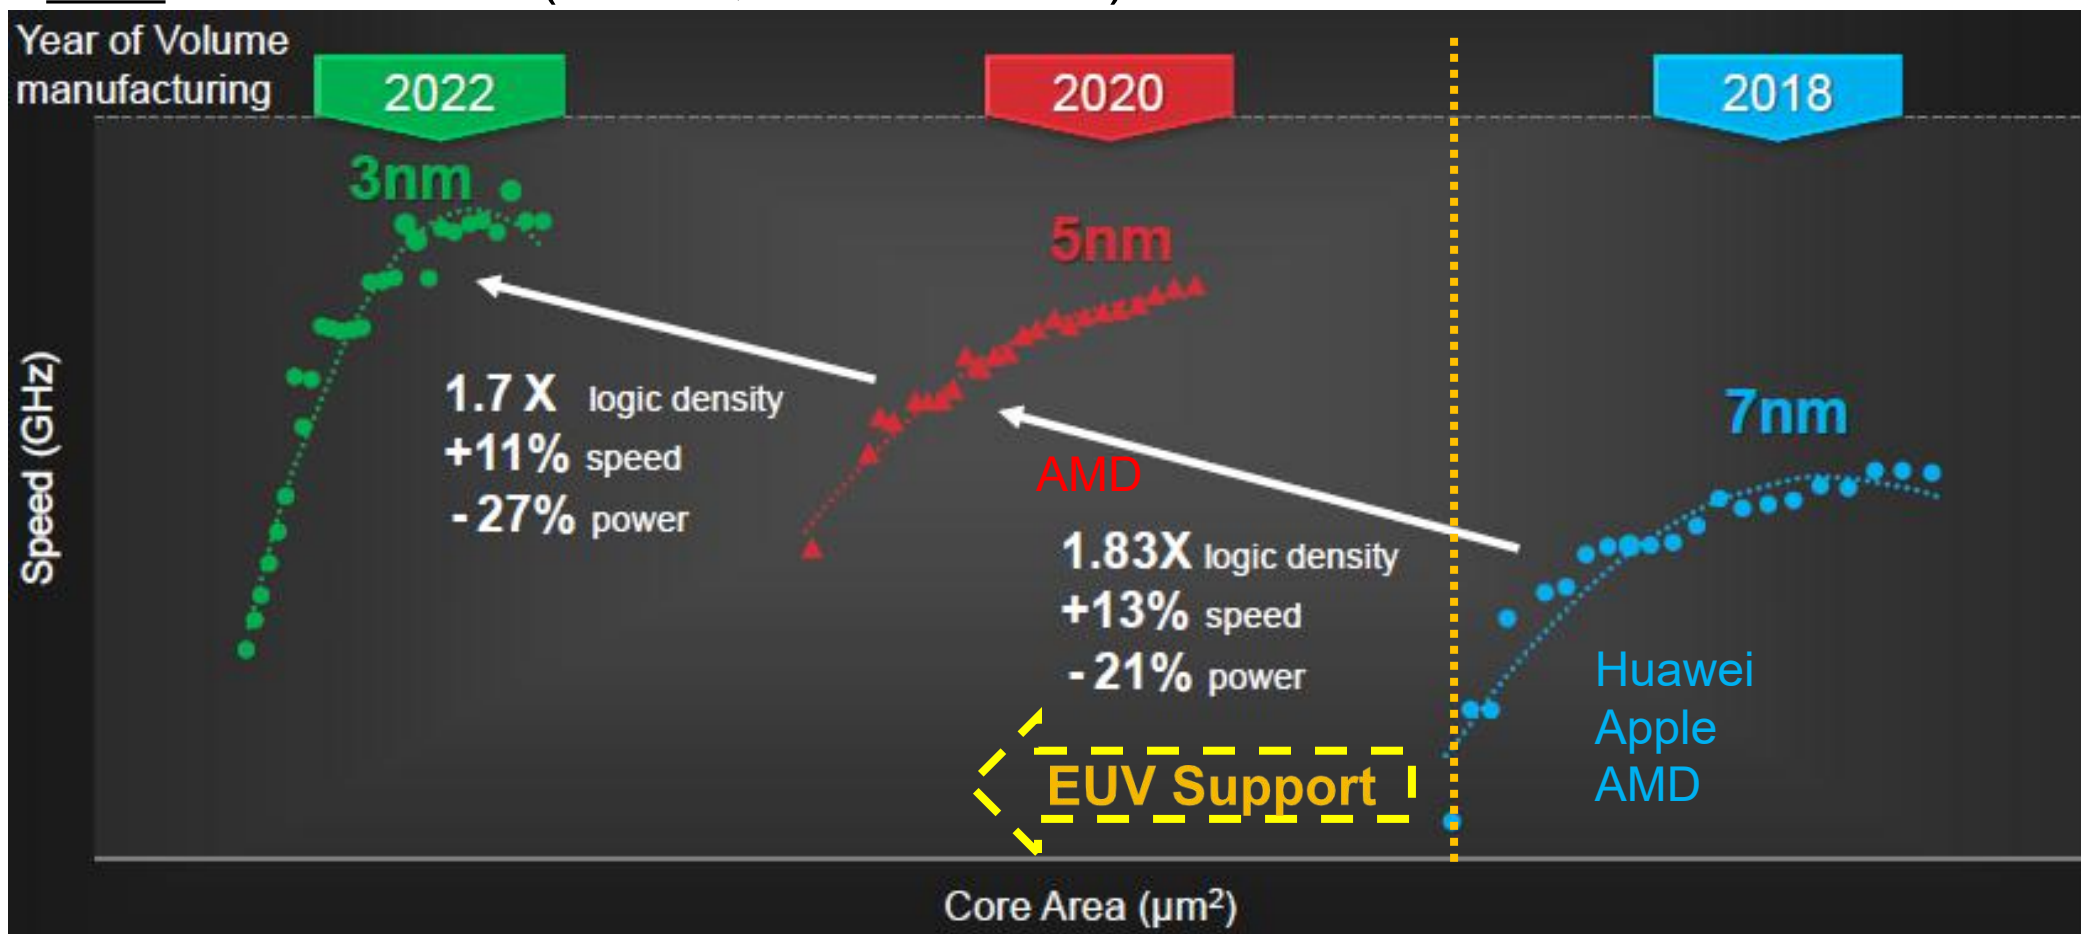 Year of Volume
manufacturing
2022
2020
2018
3nm
5nm
7nm
1.7 X logic density
+11% speed
- 27% power
AMD
1.83X logic density
+13% speed
- 21% power
Huawei
Apple
AMD
EUV Support
Speed (GHz)
Core Area (µm²)